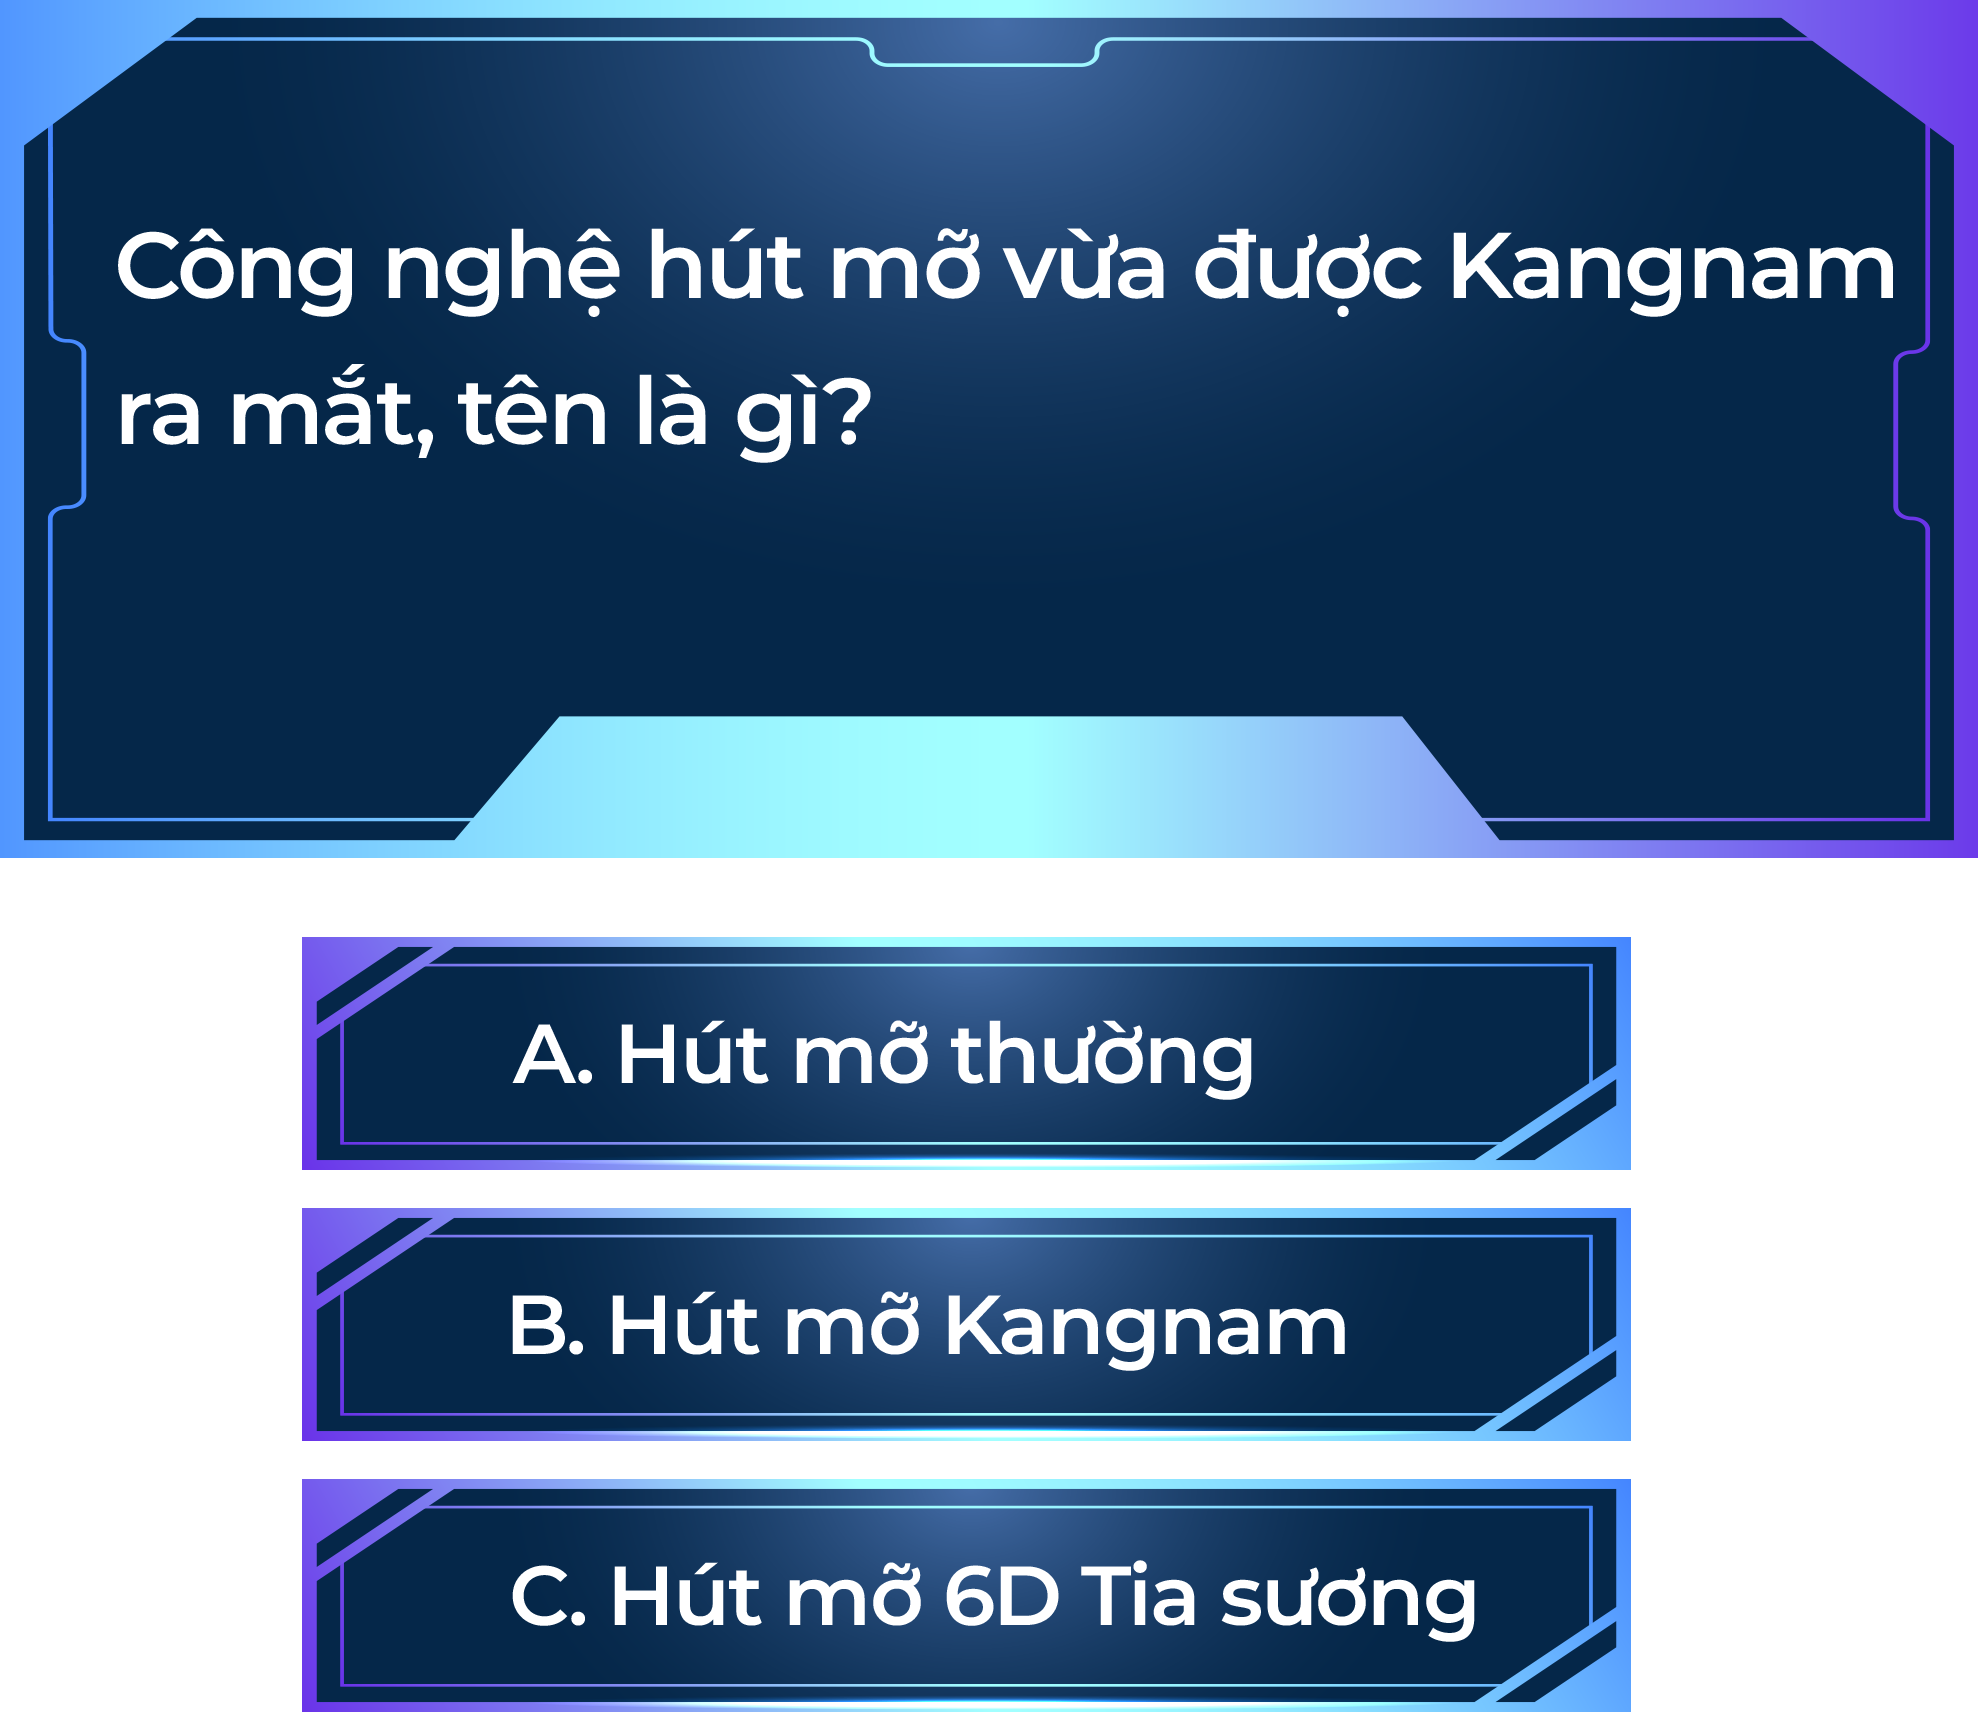 Công nghệ hút mỡ vừa được Kangnam
ra mắt, tên là gì?
A. Hút mỡ thường
B. Hút mỡ Kangnam
C. Hút mỡ 6D Tia sương